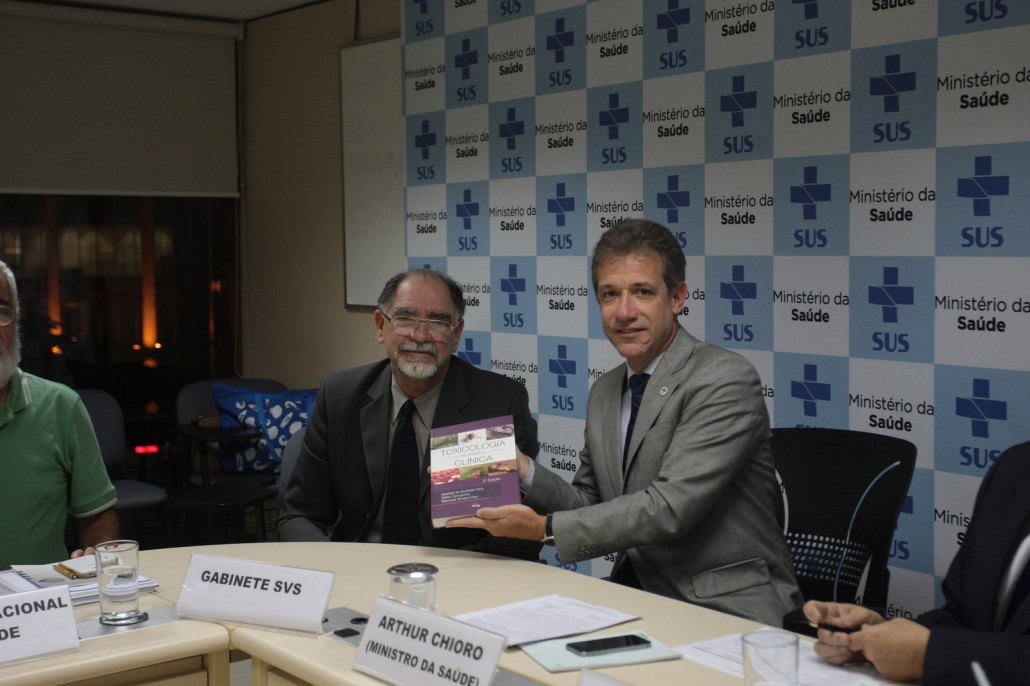 Ministério da
Saúde
SUS
TOXICOLOGIA
CLÍNICA
GABINETE SVS
ACIONAL
DE
ARTHUR CHIORO
(MINISTRO DA SAÚDE)